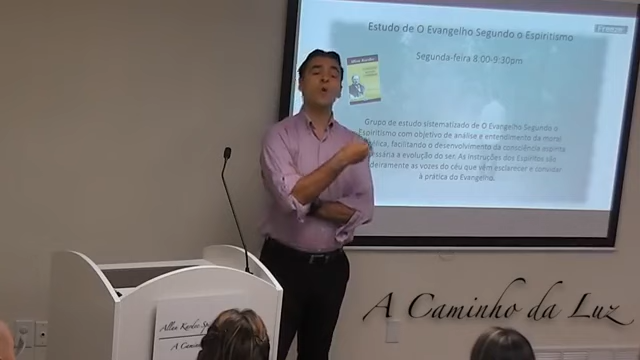 Estudo de O Evangelho Segundo o Espiritismo
Freeze
Segunda-feira 8:00-9:30pm
Allan Kardec
Grupo de estudo sistematizado de O Evangelho Segundo o
Espiritismo com objetivo de análise e entendimento da moral
facilitando o desenvolvimento da consciência espírita
a evolução do ser. As Instruções dos Espíritos são
as vozes do céu que vêm esclarecer e convidar
à prática do Evangelho.
A Caminho da Luz
Allan Kardec
A Caminho